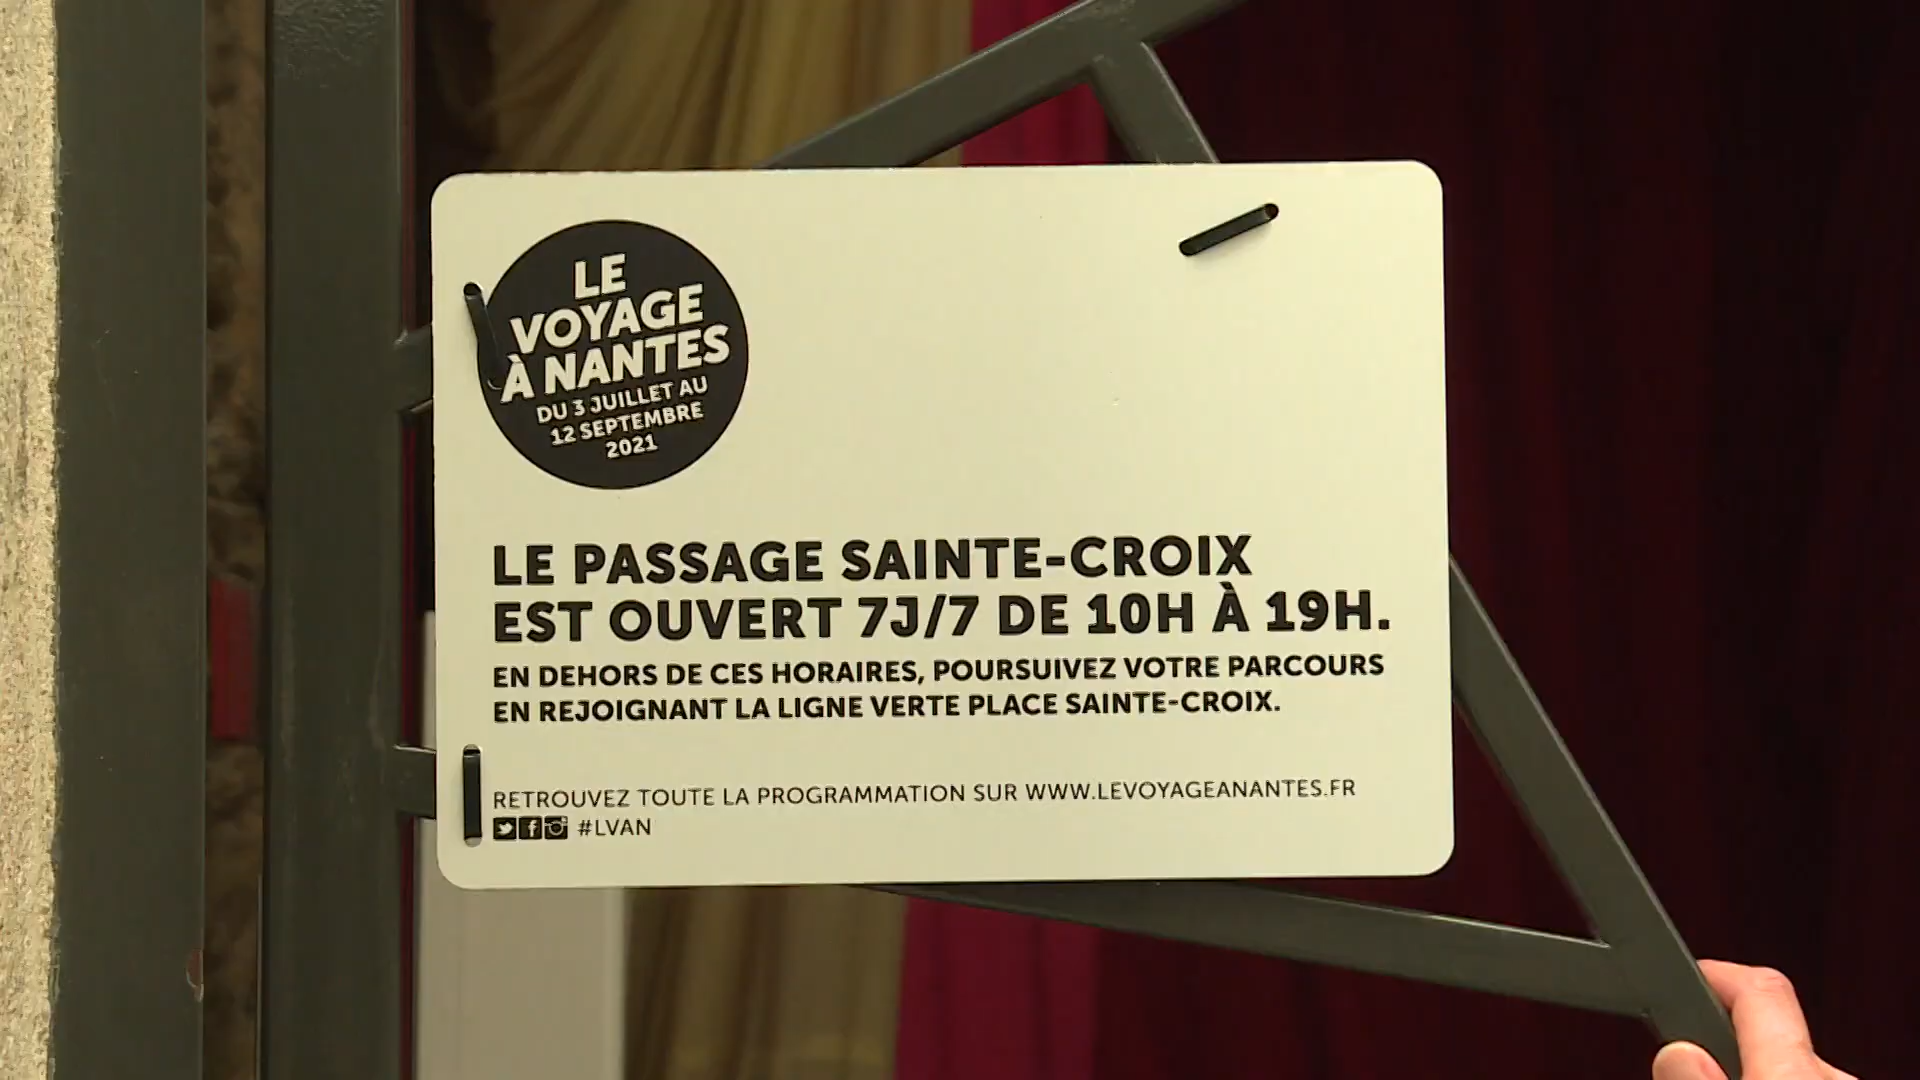 LE
VOYAGE
À NANTES
DU 3 JUILLET AU
12 SEPTEMBRE
2021
LE PASSAGE SAINTE-CROIX
EST OUVERT 7J/7 DE 10H À 19H.
EN DEHORS DE CES HORAIRES, POURSUIVEZ VOTRE PARCOURS
EN REJOIGNANT LA LIGNE VERTE PLACE SAINTE-CROIX.
RETROUVEZ TOUTE LA PROGRAMMATION SUR WWW.LEVOYAGEANANTES.FR
#LVAN